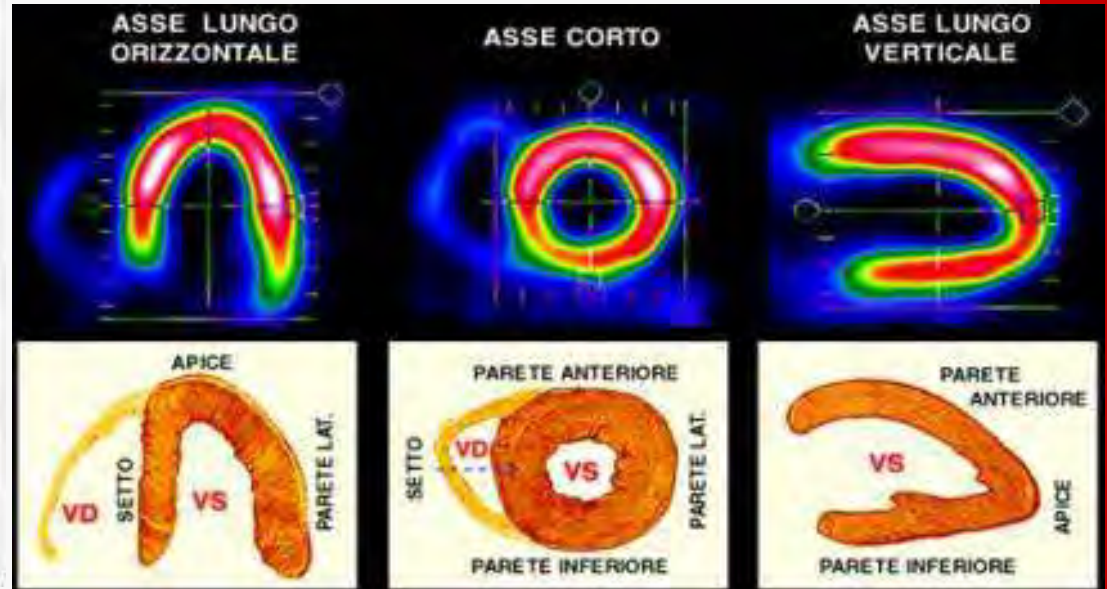 ASSE LUNGO
ORIZZONTALE
ASSE CORTO
ASSE LUNGO
VERTICALE
APICE
SETTO
VD
VS
PARETE LAT.
PARETE ANTERIORE
SETTO
VD
VS
PARETE LAT.
PARETE INFERIORE
PARETE
ANTERIORE
VS
APICE
PARETE INFERIORE